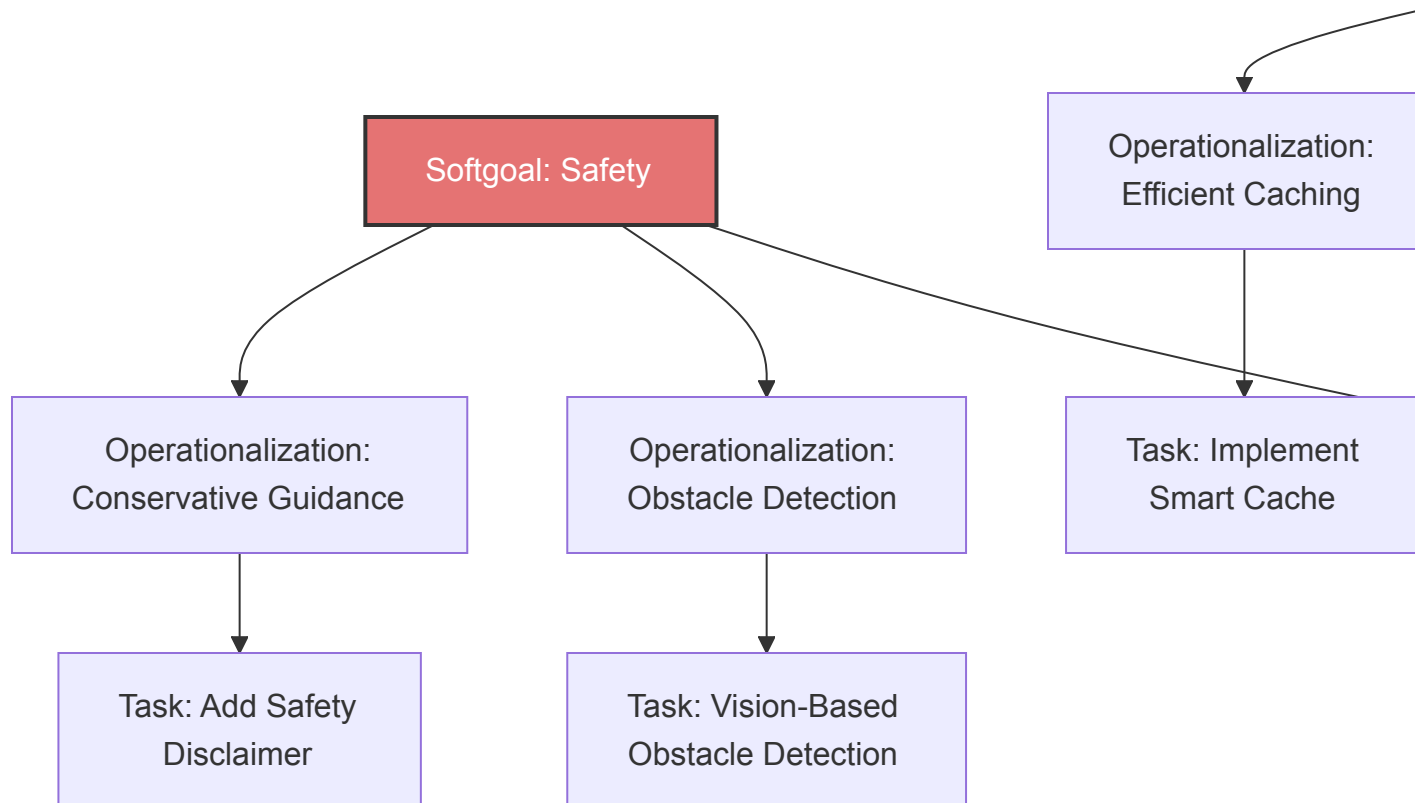 Softgoal: Safety
Operationalization:
Efficient Caching
Operationalization:
Conservative Guidance
Operationalization:
Obstacle Detection
Task: Implement
Smart Cache
Task: Add Safety
Disclaimer
Task: Vision-Based
Obstacle Detection